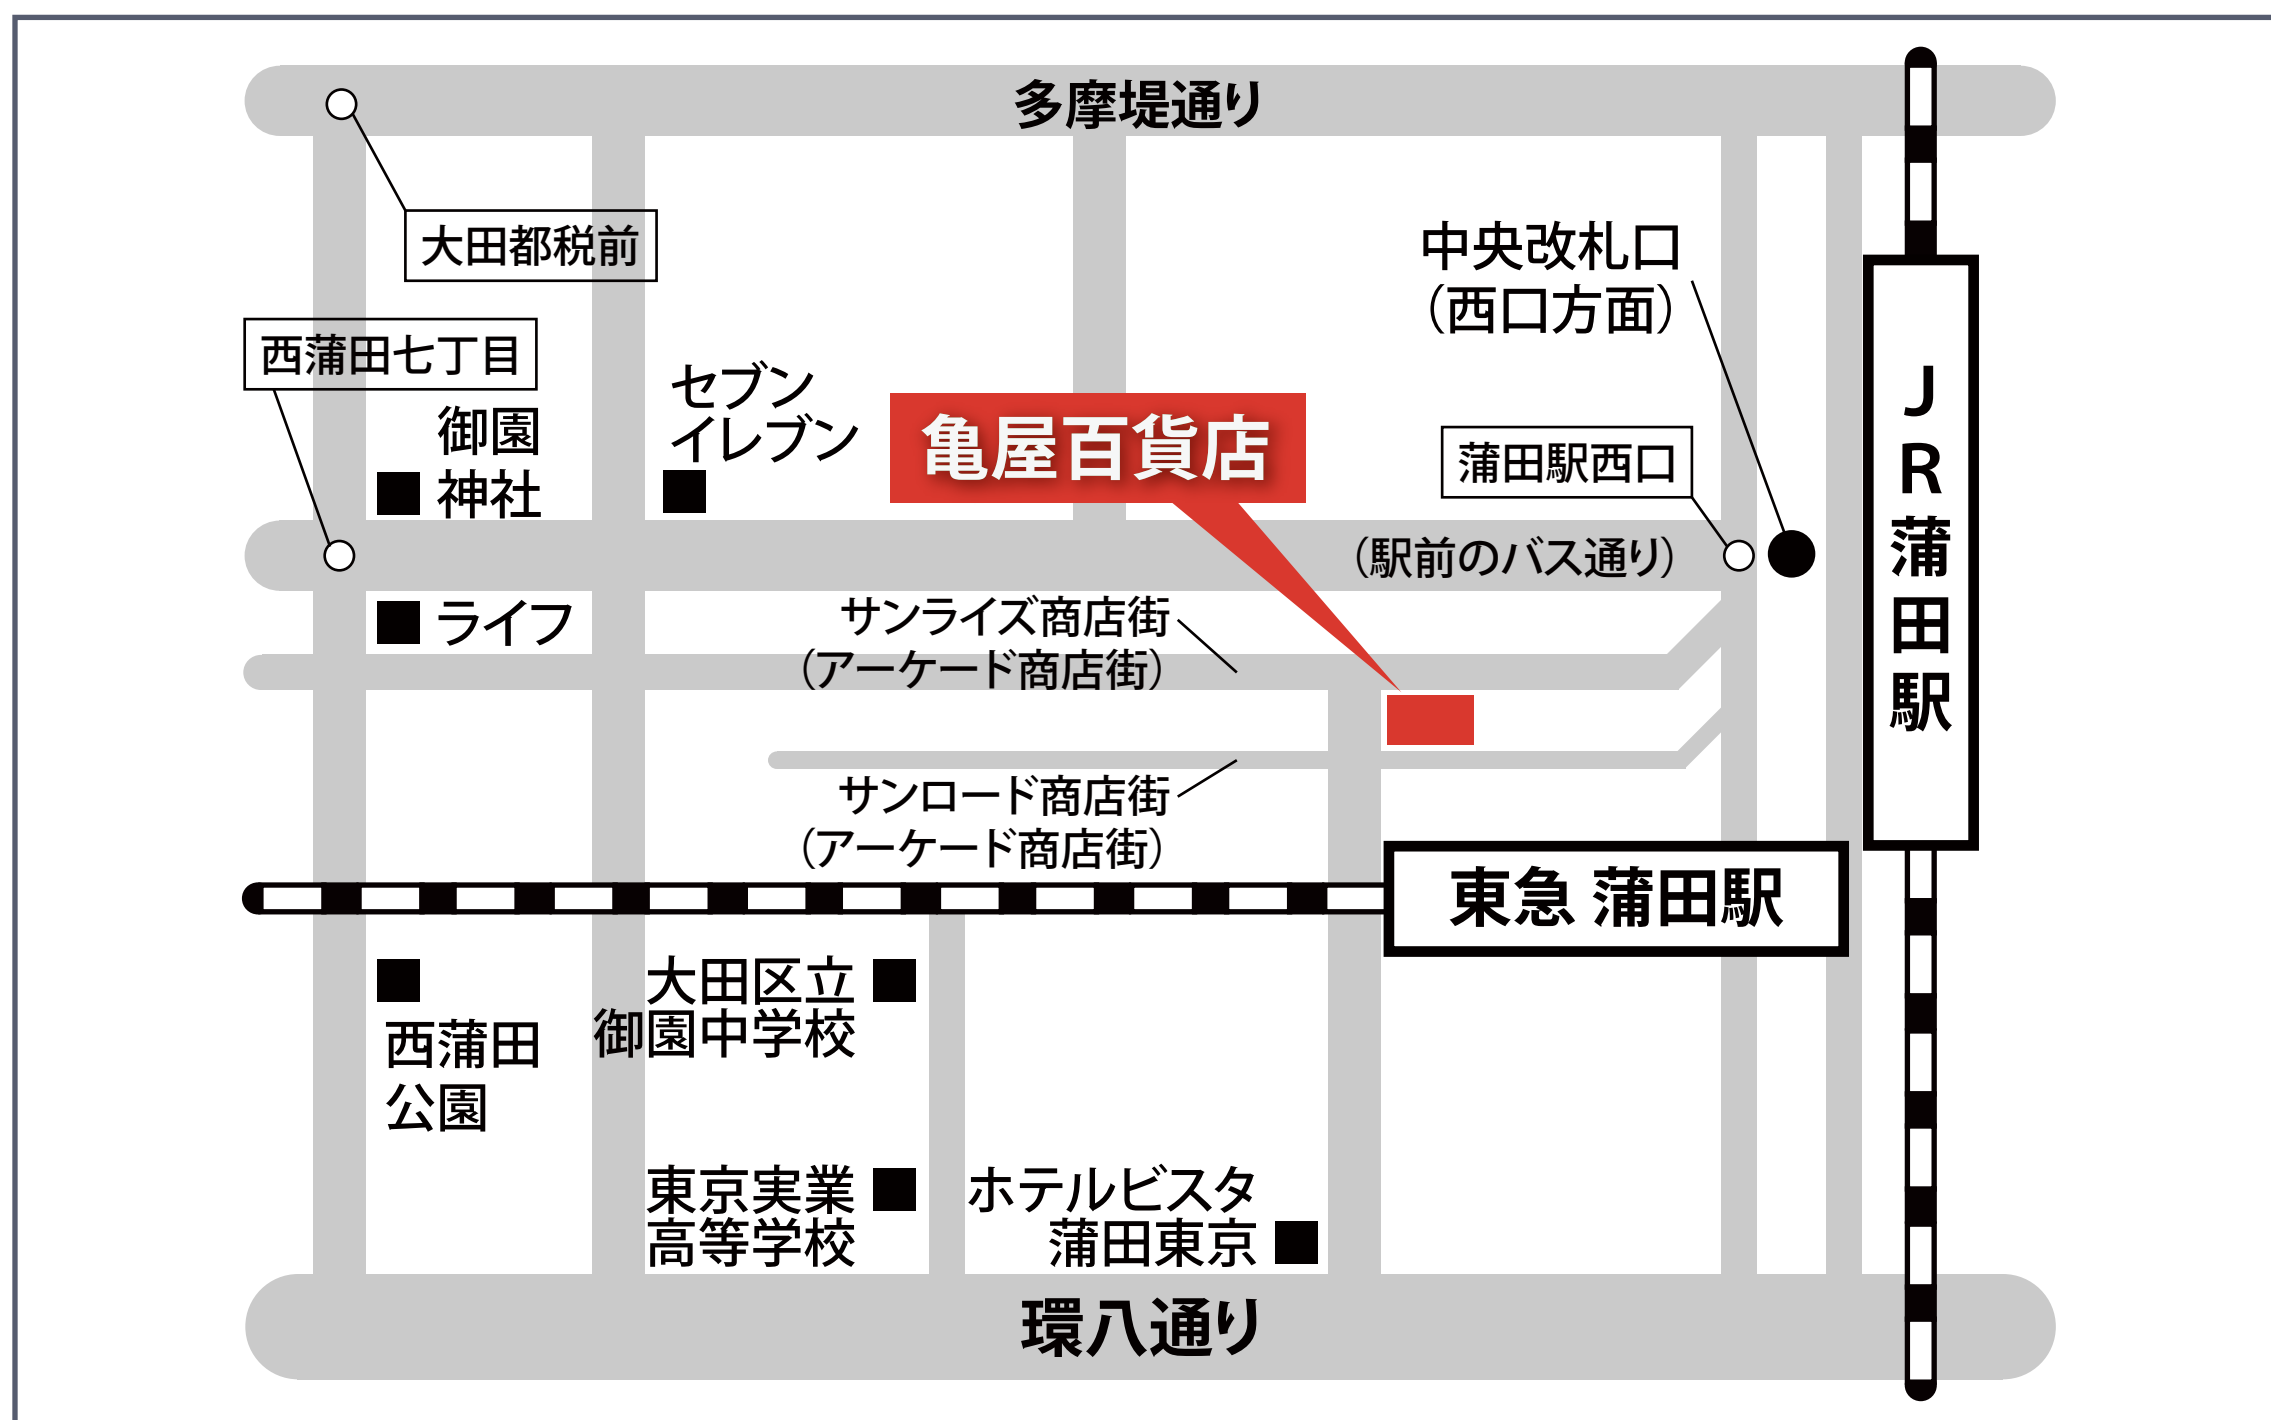 多摩堤通り
大田都税前
中央改札口
（西口方面）
西蒲田七丁目
セブン
イレブン
御園
神社
亀屋百貨店
蒲田駅西口
JR蒲田駅
（駅前のバス通り）
ライフ
サンライズ商店街
（アーケード商店街）
サンロード商店街
（アーケード商店街）
東急 蒲田駅
西蒲田
公園
大田区立
御園中学校
東京実業
高等学校
ホテルビスタ
蒲田東京
環八通り